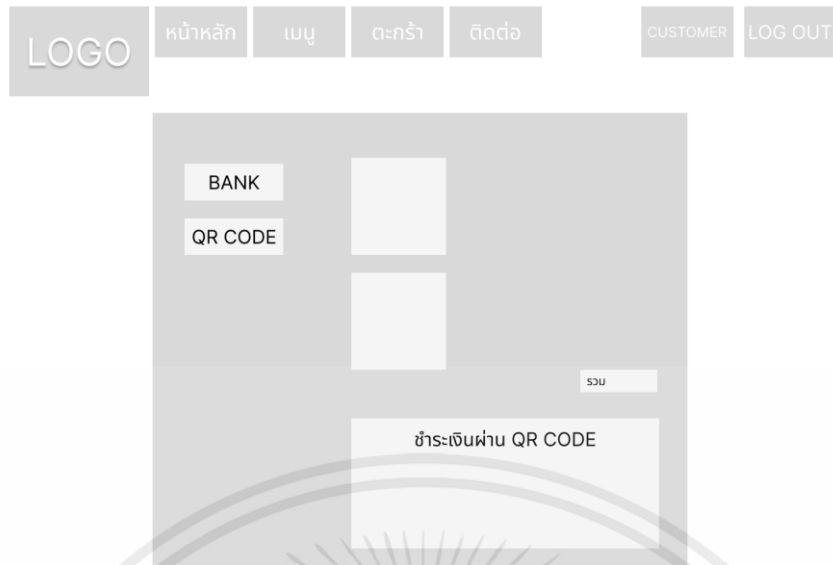 LOGO
หน้าหลัก
เมนู
ตะกร้า
ติดต่อ
CUSTOMER
LOG OUT
BANK
QR CODE
รวม
ชำระเงินผ่าน QR CODE